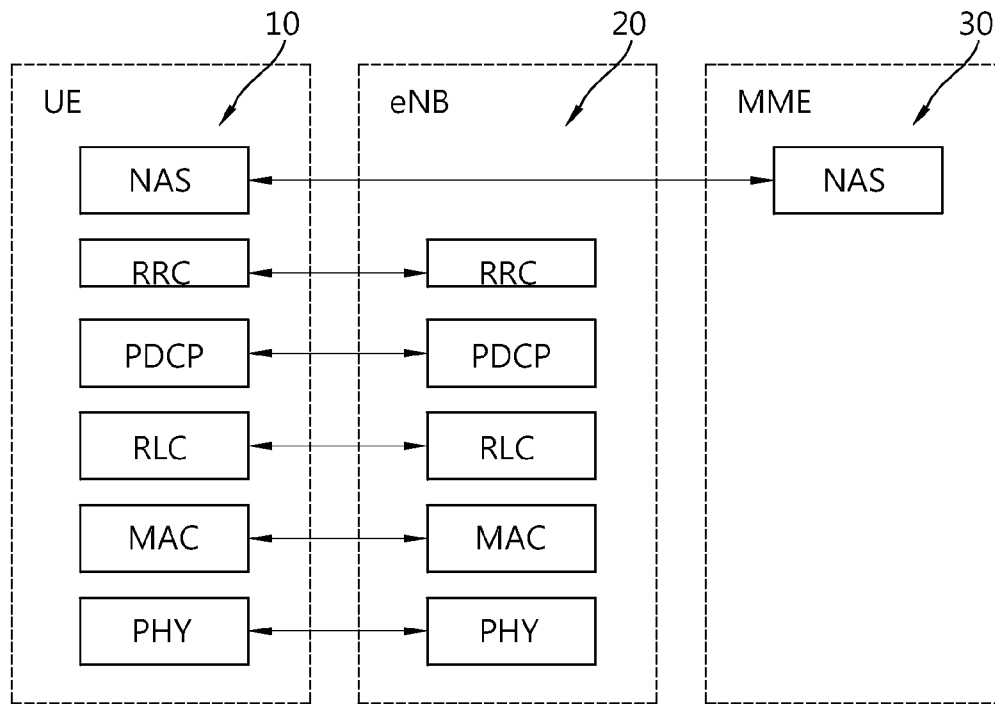 10 20 30
UE eNB MME
NAS NAS
RRC RRC
PDCP PDCP
RLC RLC
MAC MAC
PHY PHY